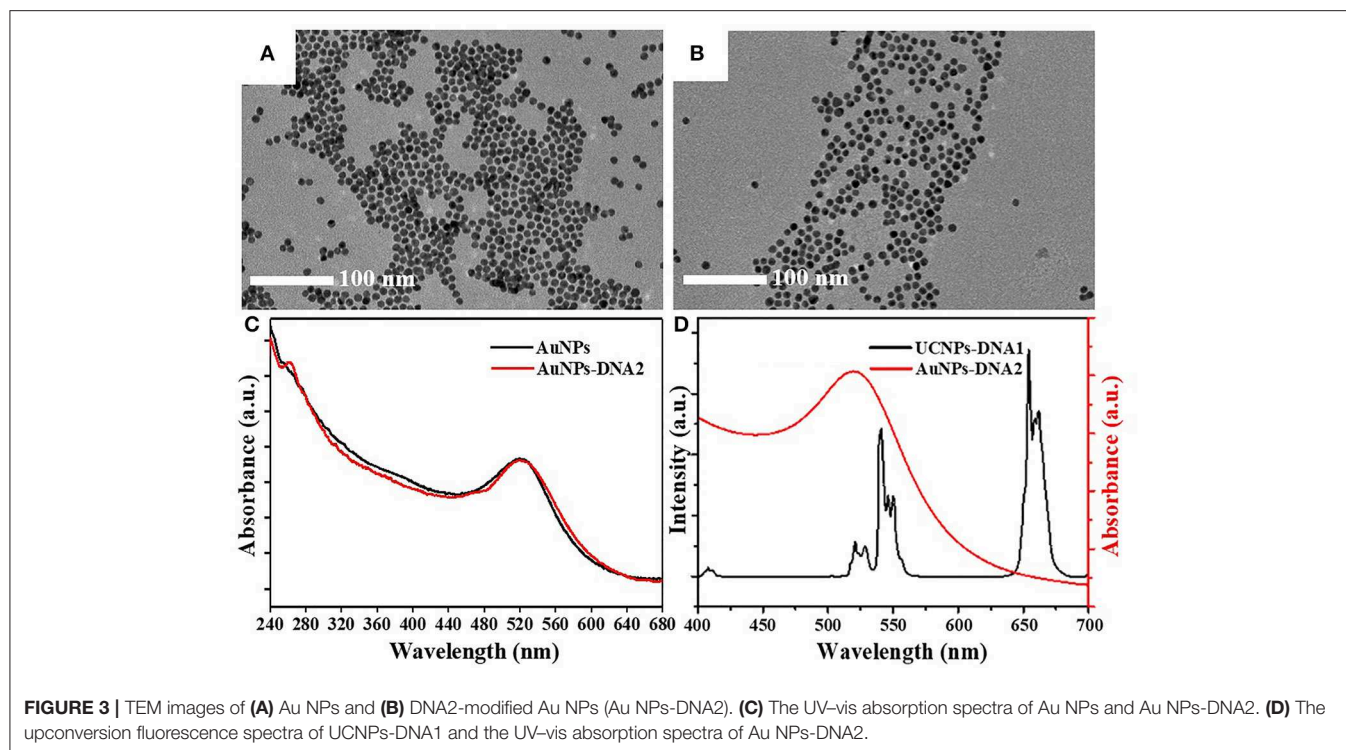 A
B
100 nm
100 nm
C
AuNPs
AuNPs-DNA2
Absorbance (a.u.)
240 280 320 360 400 440 480 520 560 600 640 680
Wavelength (nm)
D
UCNPs-DNA1
AuNPs-DNA2
Intensity (a.u.)
Absorbance (a.u.)
400 450 500 550 600 650 700
Wavelength (nm)
FIGURE 3 | TEM images of (A) Au NPs and (B) DNA2-modified Au NPs (Au NPs-DNA2). (C) The UV–vis absorption spectra of Au NPs and Au NPs-DNA2. (D) The
upconversion fluorescence spectra of UCNPs-DNA1 and the UV–vis absorption spectra of Au NPs-DNA2.